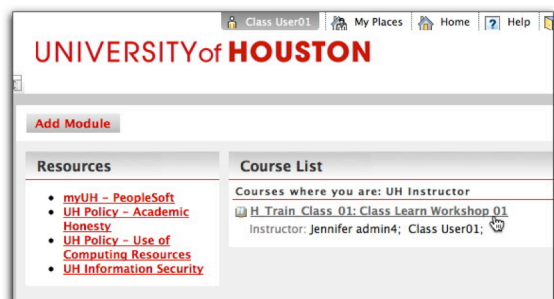 Class User01 My Places Home Help
UNIVERSITYof HOUSTON
Add Module
Resources
myUH – PeopleSoft
UH Policy – Academic
Honesty
UH Policy – Use of
Computing Resources
UH Information Security
Course List
Courses where you are: UH Instructor
H_Train_Class_01: Class Learn Workshop 01
Instructor: Jennifer admin4; Class User01;